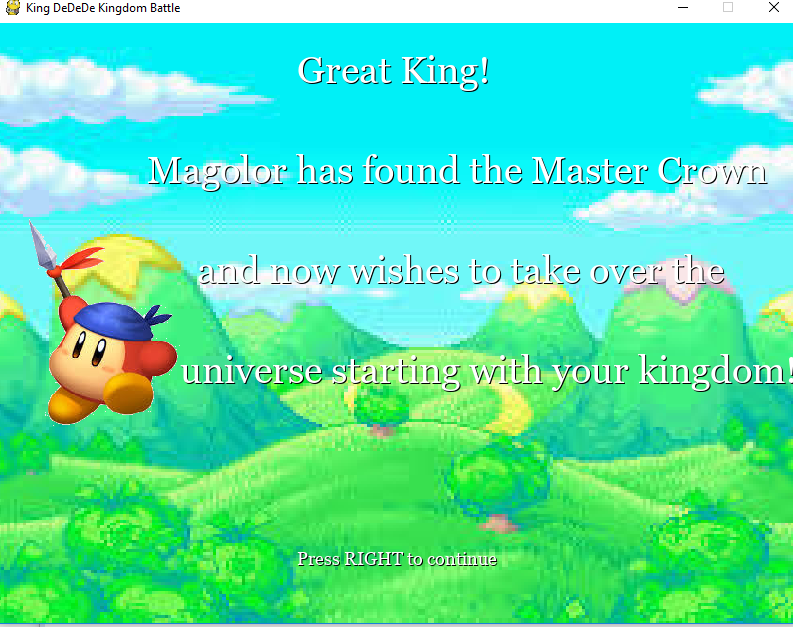 King DeDeDe Kingdom Battle
Great King!
Magolor has found the Master Crown
and now wishes to take over the
universe starting with your kingdom!
Press RIGHT to continue